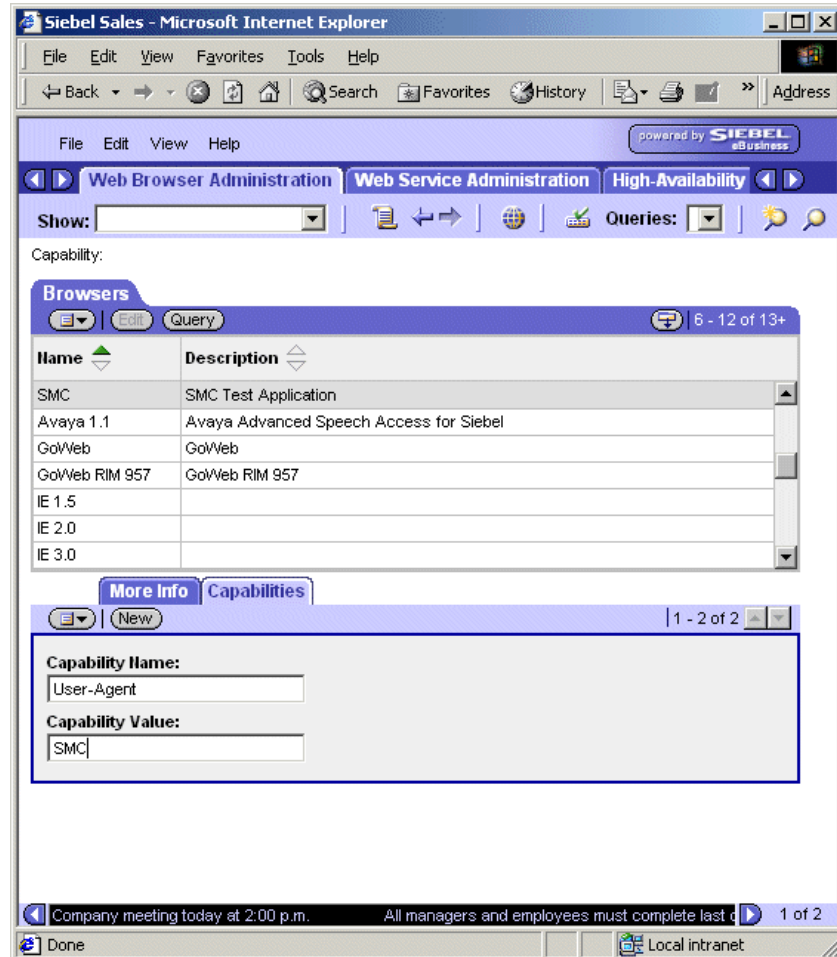 Siebel Sales - Microsoft Internet Explorer
File Edit View Favorites Tools Help
Back Search Favorites History » Address
File Edit View Help
powered by SIEBEL eBusiness
Web Browser Administration Web Service Administration High-Availability
Show: Queries:
Capability:
Browsers
Edit Query 6 - 12 of 13+
Name Description
SMC SMC Test Application
Avaya 1.1 Avaya Advanced Speech Access for Siebel
GoWeb GoWeb
GoWeb RIM 957 GoWeb RIM 957
IE 1.5
IE 2.0
IE 3.0
More Info Capabilities
New 1 - 2 of 2
Capability Name:
User-Agent
Capability Value:
SMC
Company meeting today at 2:00 p.m. All managers and employees must complete last 1 of 2
Done Local intranet